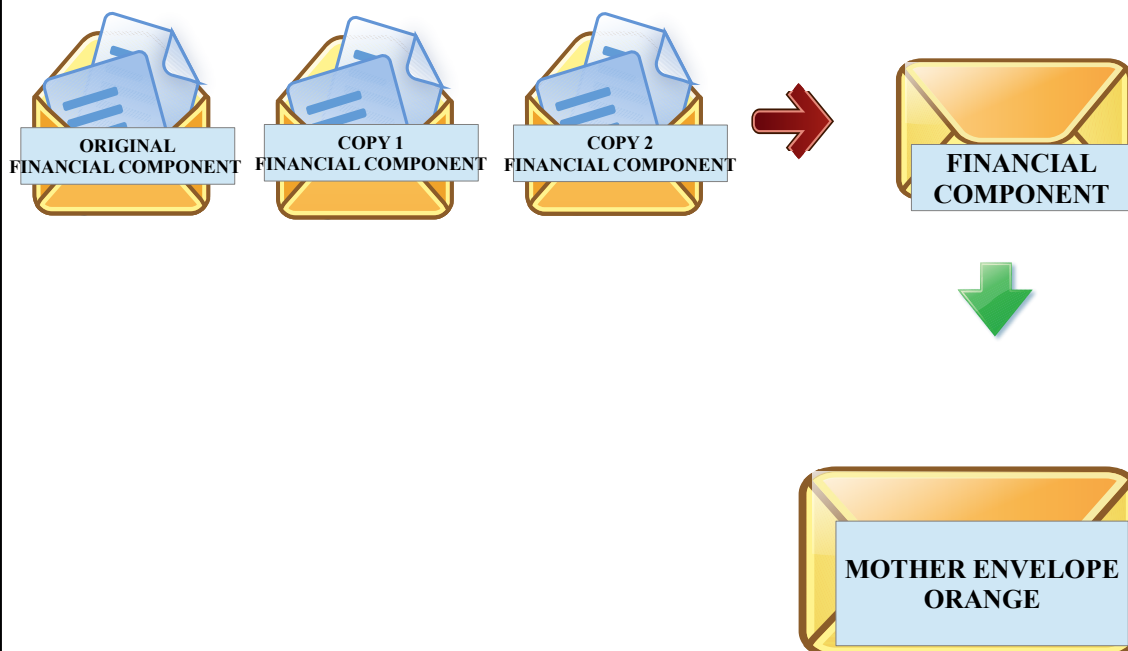 ORIGINAL
FINANCIAL COMPONENT
COPY 1
FINANCIAL COMPONENT
COPY 2
FINANCIAL COMPONENT
FINANCIAL
COMPONENT
MOTHER ENVELOPE
ORANGE